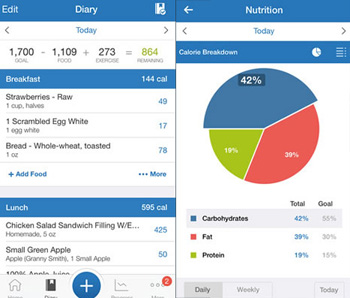 Edit
Diary
Today
1,700 - 1,109 + 273 = 864
GOAL FOOD EXERCISE REMAINING
Breakfast 144 cal
Strawberries - Raw
1 cup, halves
49
1 Scrambled Egg White
1 egg white
17
Bread - Whole-wheat, toasted
1 oz
78
+ Add Food
••• More
Lunch 595 cal
Chicken Salad Sandwich Filling W/E...
Homemade, 5 oz
425
Small Green Apple
Apple (Granny Smith), 1 Small Apple
50
100% Apple Juice
Home
Diary
Progress
More
2
Nutrition
Today
Calorie Breakdown
42%
19%
39%
Total Goal
Carbohydrates 42% 55%
Fat 39% 30%
Protein 19% 15%
Daily
Weekly
Today